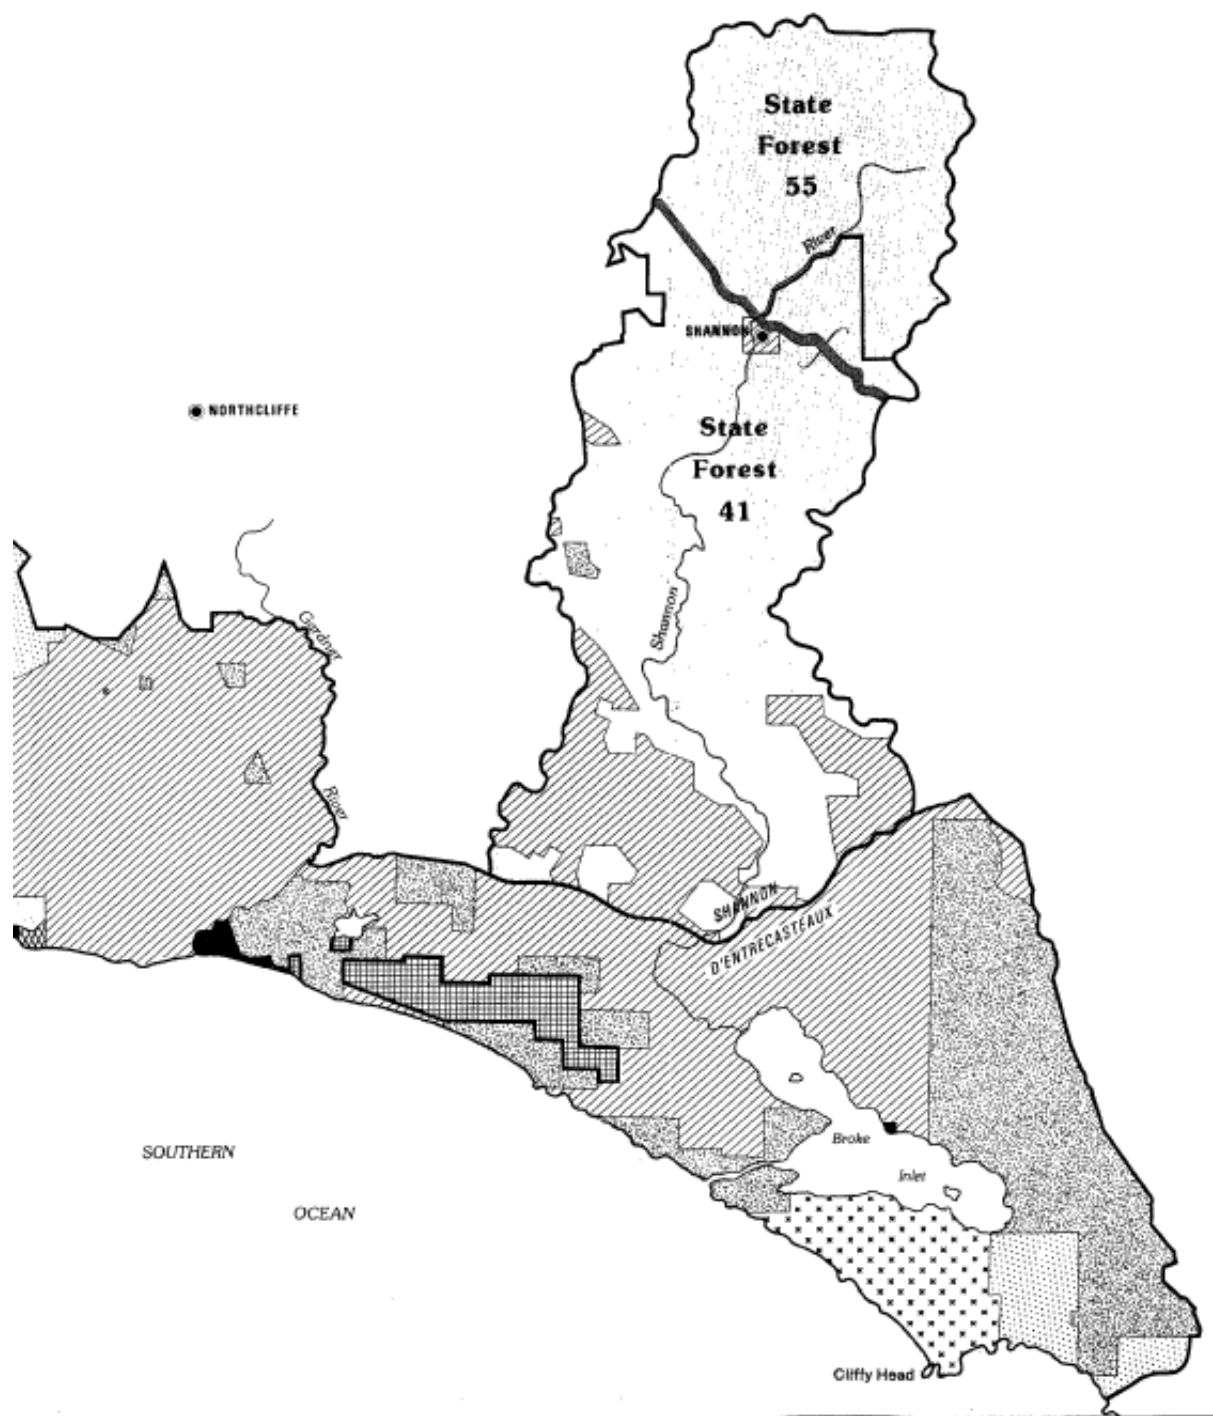 State
Forest
55
River
SHANNON
NORTHCLIFFE
State
Forest
41
Shannon
Gardner
River
SHANNON
D'ENTRECASTEAUX
Broke
Inlet
SOUTHERN
OCEAN
Cliffy Head